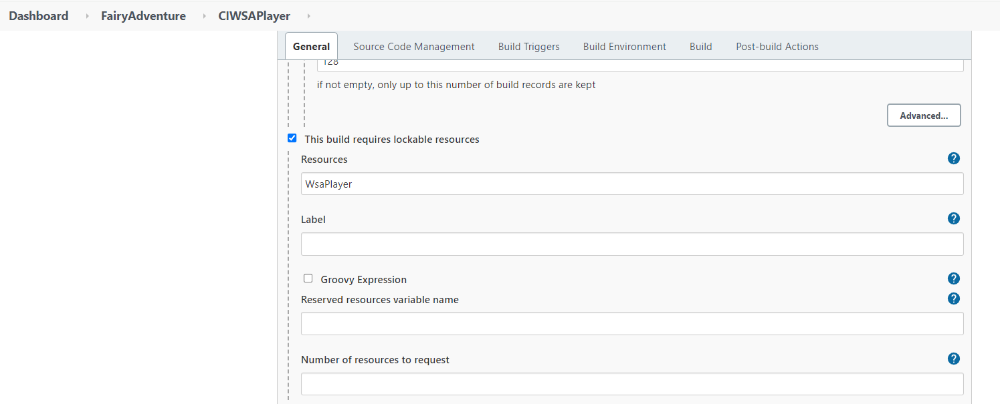 Dashboard FairyAdventure CIWSAPlayer
General Source Code Management Build Triggers Build Environment Build Post-build Actions
128
if not empty, only up to this number of build records are kept
Advanced...
This build requires lockable resources
Resources ?
WsaPlayer
Label ?
Groovy Expression ?
Reserved resources variable name ?
Number of resources to request ?